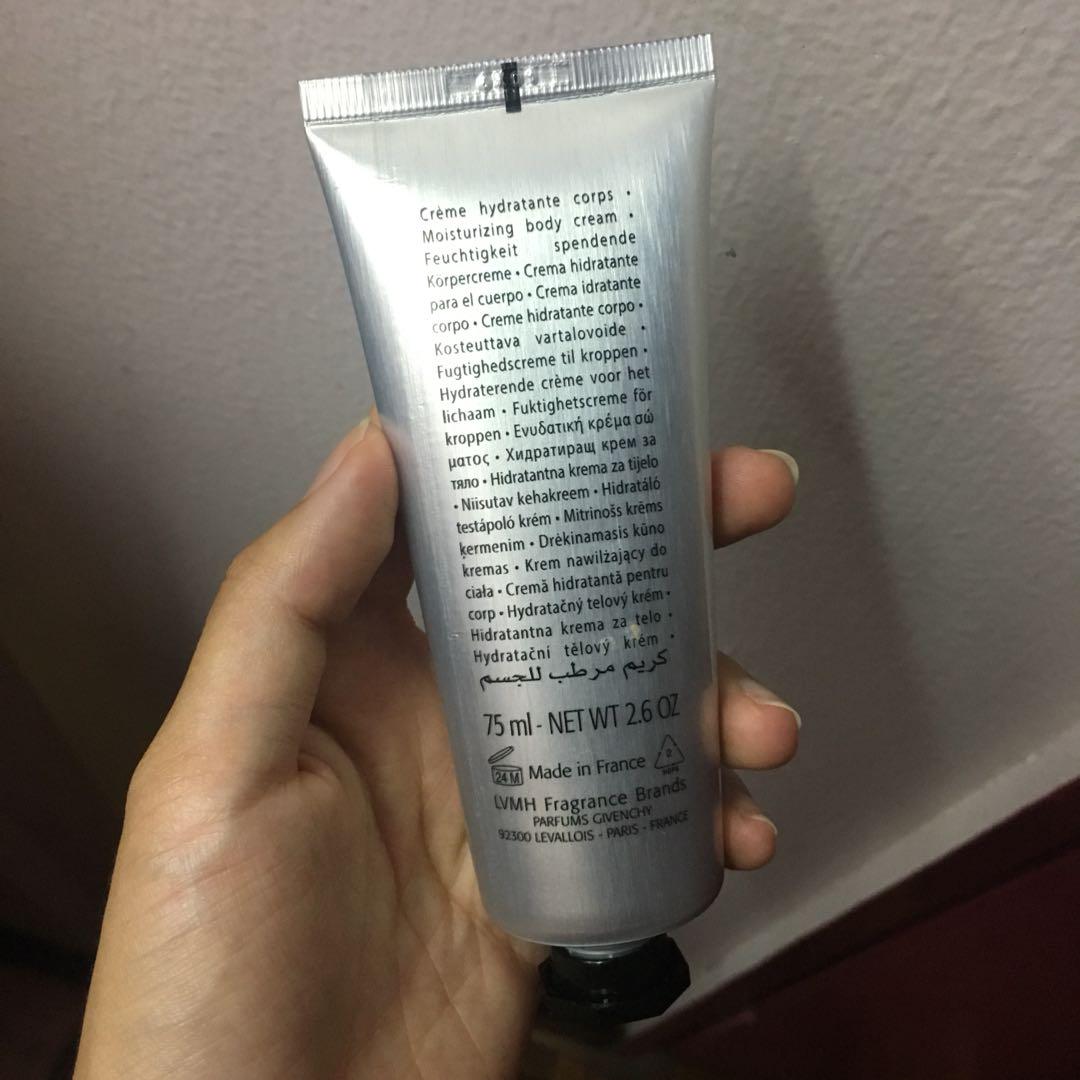 Crème hydratante corps •
Moisturizing body cream •
Feuchtigkeit spendende
Körpercreme • Crema hidratante
para el cuerpo • Crema idratante
corpo • Creme hidratante corpo •
Kosteuttava vartalovoide •
Fugtighedscreme til kroppen •
Hydraterende crème voor het
lichaam • Fuktighetscreme för
kroppen • Ενυδατική κρέμα σώ
ματος • Хидратиращ крем за
тяло • Hidratantna krema za tijelo
• Niisutav kehakreem • Hidratáló
testápoló krém • Mitrinošs krēms
ķermenim • Drėkinamasis kūno
kremas • Krem nawilżający do
ciała • Cremă hidratantă pentru
corp • Hydratačný telový krém •
Hidratantna krema za telo •
Hydratační tělový krém •
كريم مرطب للجسم
75 ml - NET WT 2.6 OZ
24 M Made in France 2
LVMH Fragrance Brands
PARFUMS GIVENCHY
92300 LEVALLOIS - PARIS - FRANCE